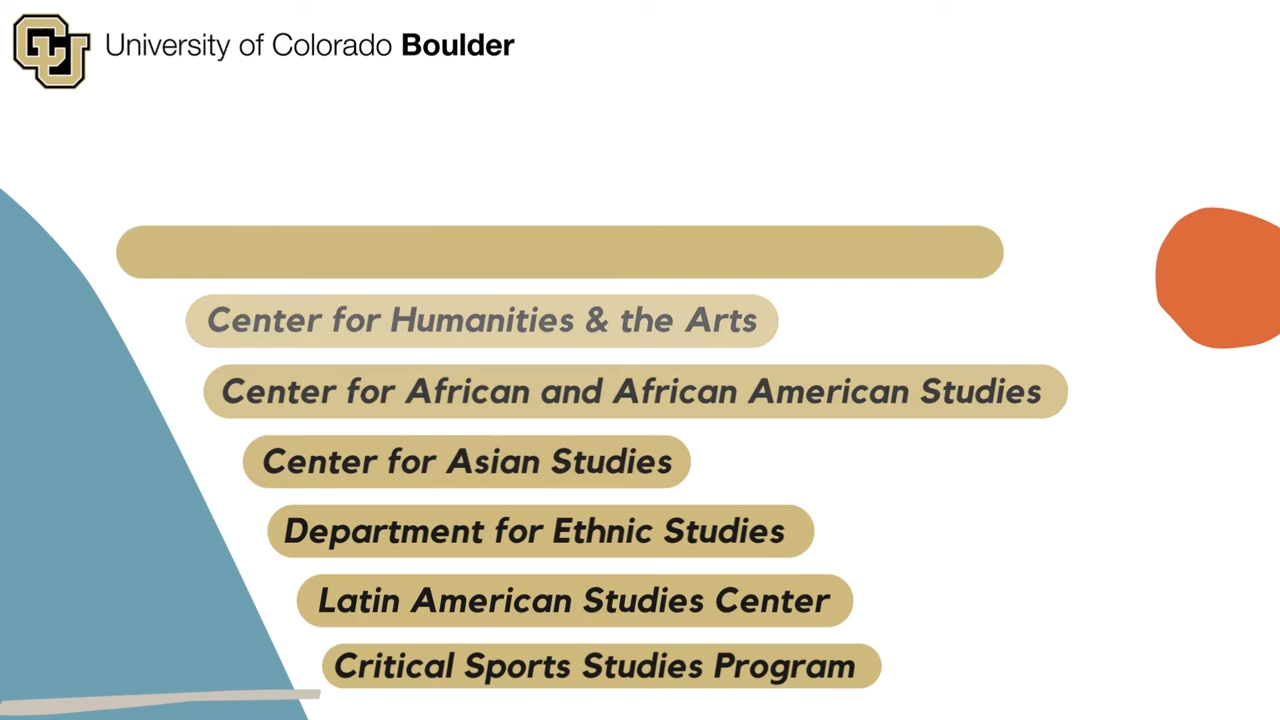 CU University of Colorado Boulder
Center for Humanities & the Arts
Center for African and African American Studies
Center for Asian Studies
Department for Ethnic Studies
Latin American Studies Center
Critical Sports Studies Program